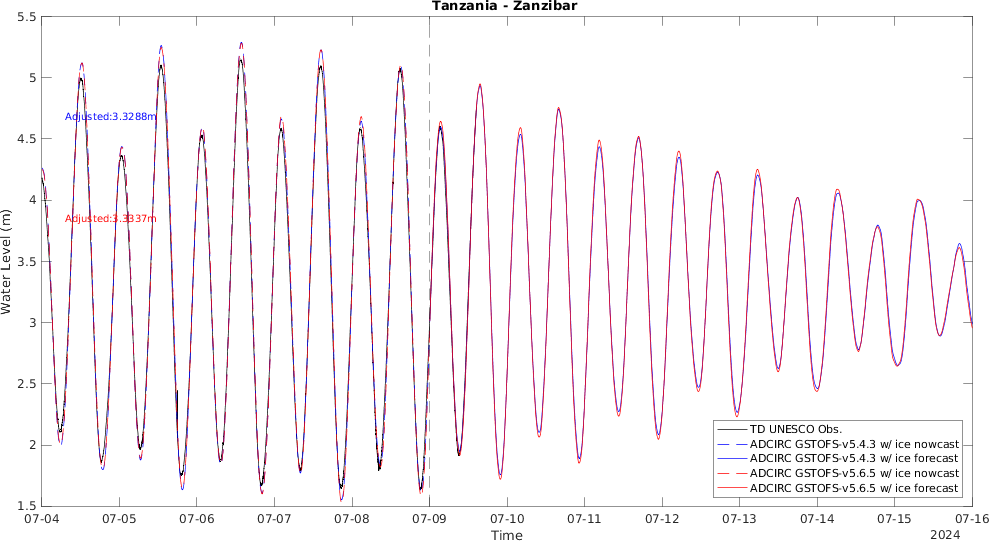 Tanzania - Zanzibar
5.5
5
4.5
4
3.5
3
2.5
2
1.5
Water Level (m)
Adjusted:3.3288m
Adjusted:3.3337m
TD UNESCO Obs.
ADCIRC GSTOFS-v5.4.3 w/ ice nowcast
ADCIRC GSTOFS-v5.4.3 w/ ice forecast
ADCIRC GSTOFS-v5.6.5 w/ ice nowcast
ADCIRC GSTOFS-v5.6.5 w/ ice forecast
07-04 07-05 07-06 07-07 07-08 07-09 07-10 07-11 07-12 07-13 07-14 07-15 07-16
Time
2024